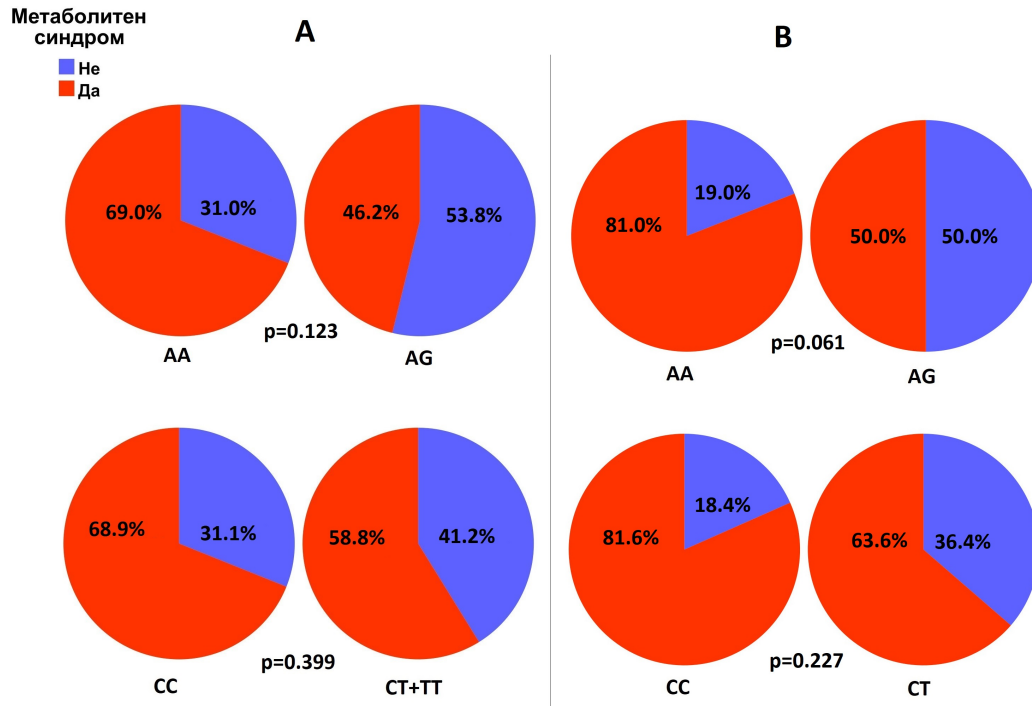 Метаболитен
синдром
Не
Да
A
B
69.0%
31.0%
46.2%
53.8%
p=0.123
AA
AG
81.0%
19.0%
50.0%
50.0%
p=0.061
AA
AG
68.9%
31.1%
58.8%
41.2%
p=0.399
CC
CT+TT
81.6%
18.4%
63.6%
36.4%
p=0.227
CC
CT